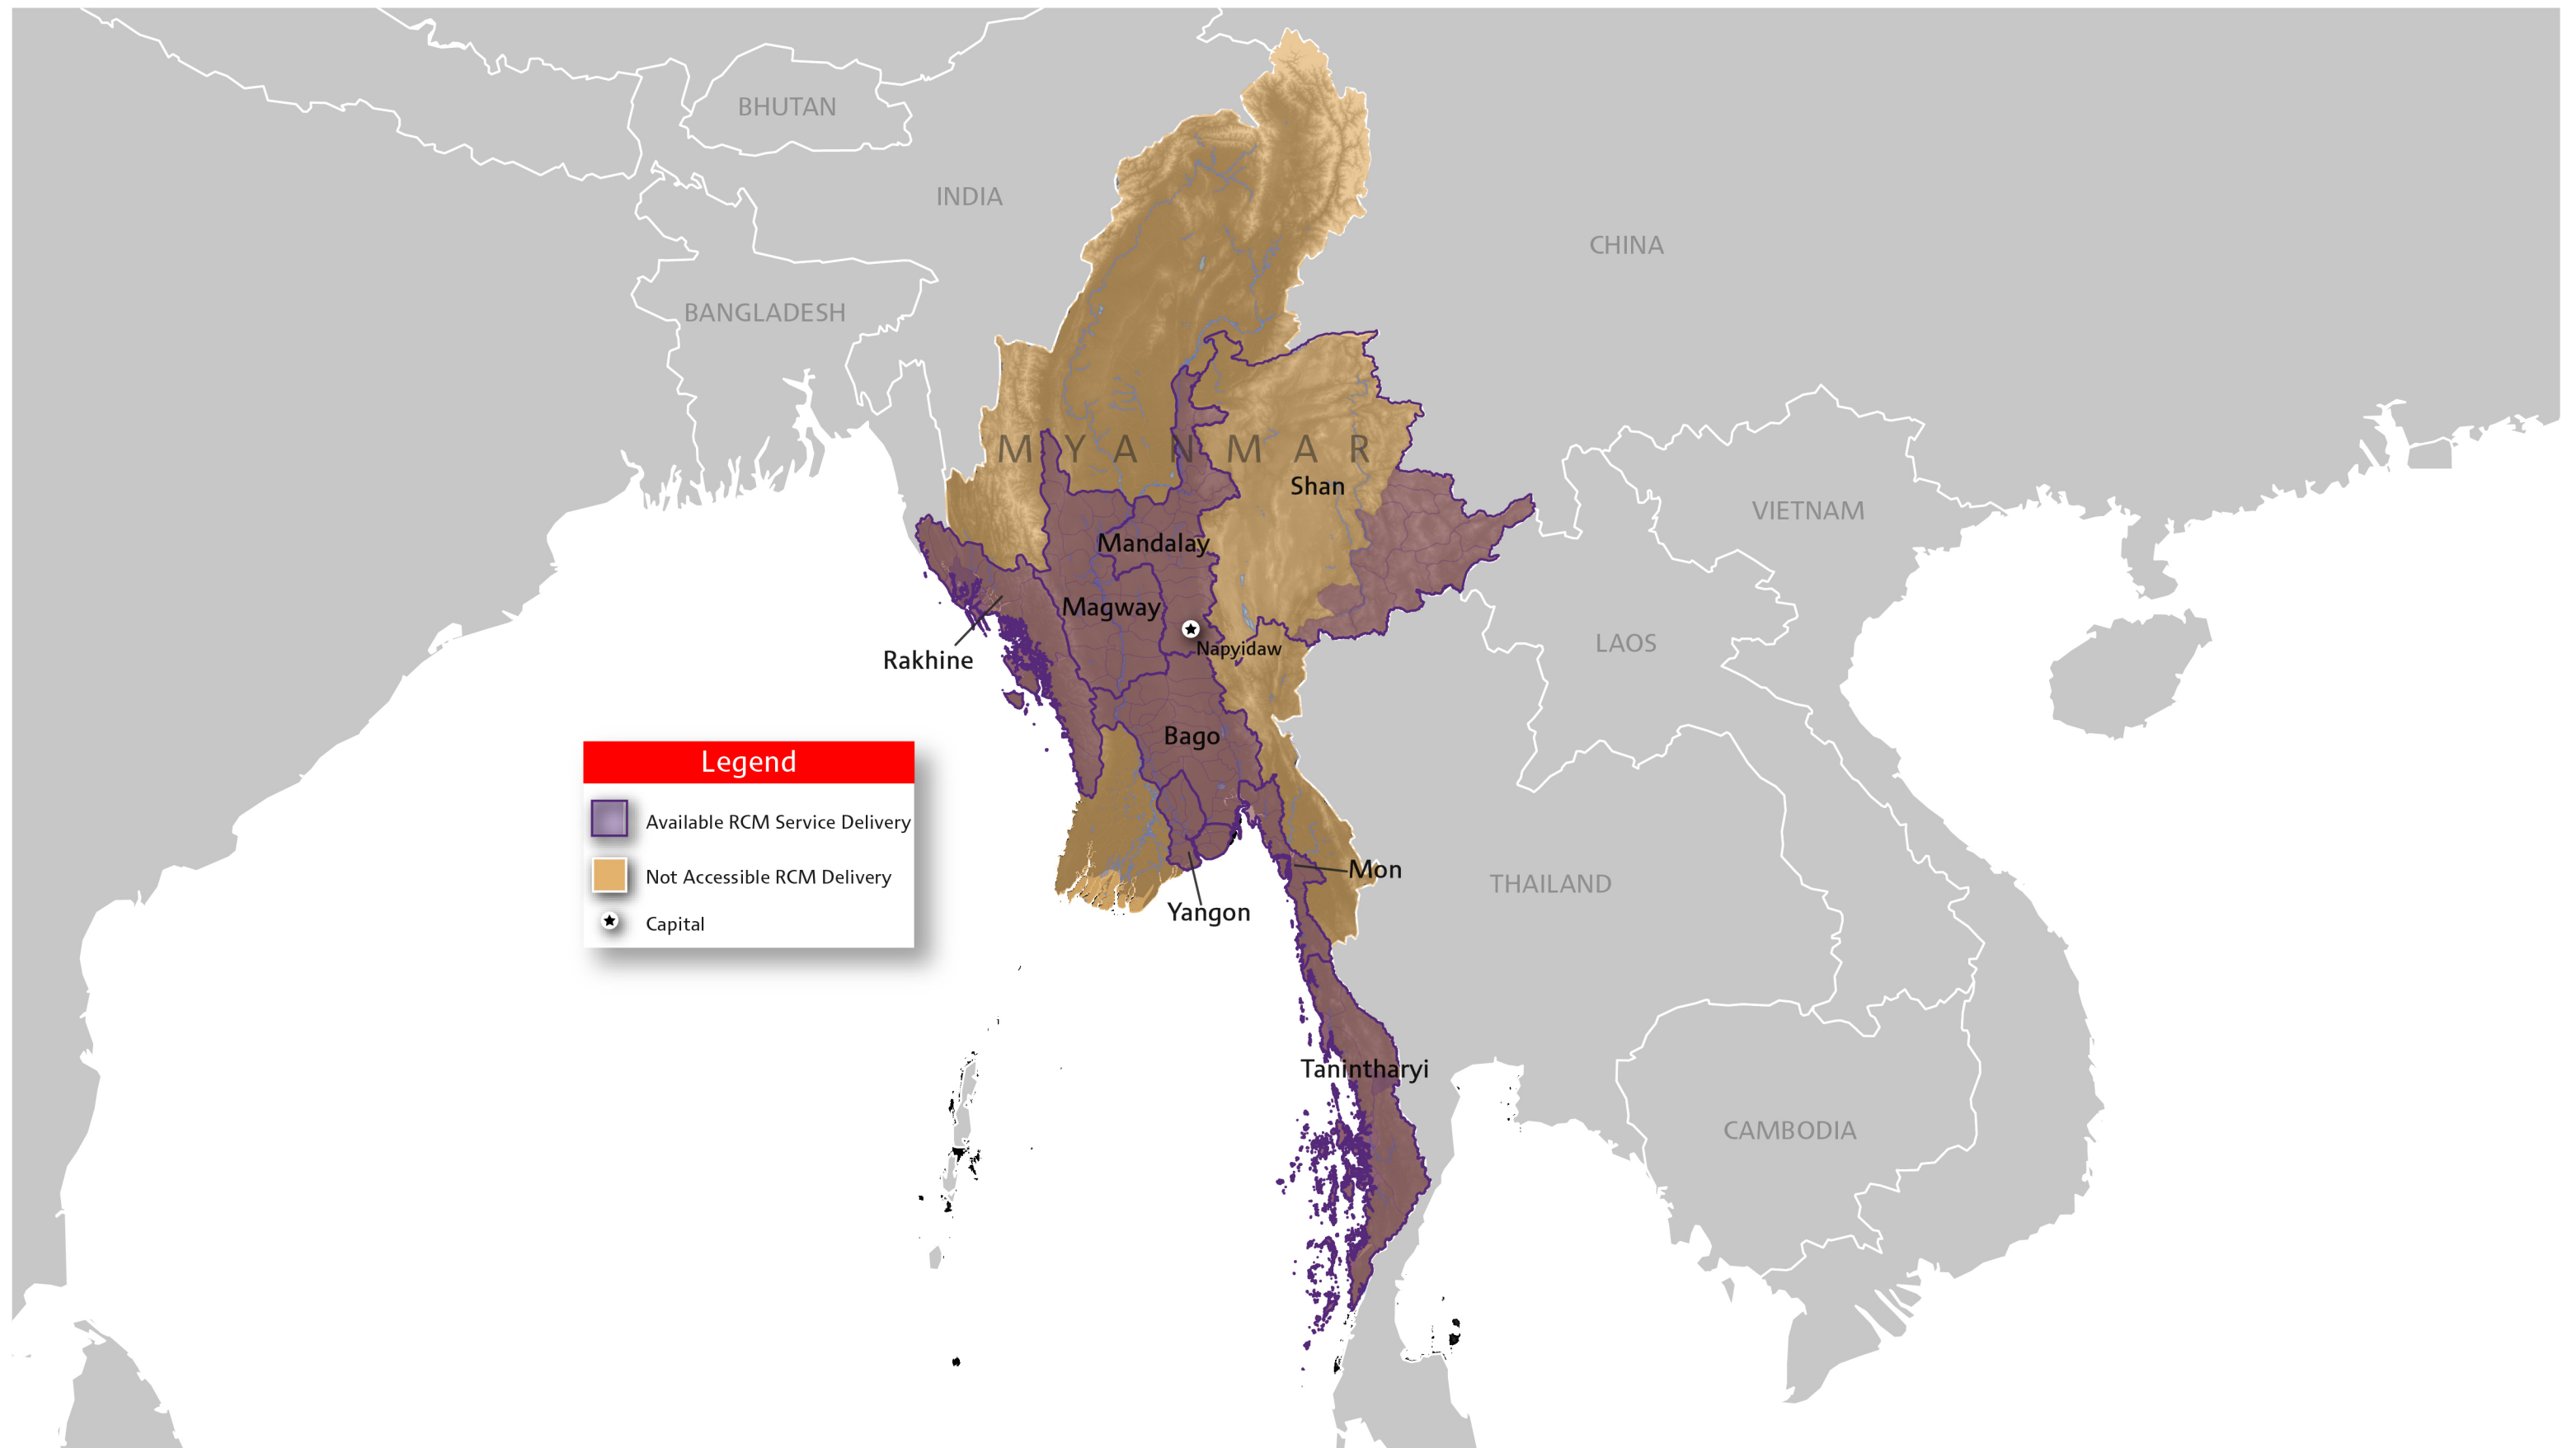 BHUTAN
INDIA
CHINA
BANGLADESH
MYANMAR
Shan
VIETNAM
Mandalay
Magway
LAOS
Napyidaw
Rakhine
Bago
Legend
Available RCM Service Delivery
Not Accessible RCM Delivery
Capital
Mon
THAILAND
Yangon
Tanintharyi
CAMBODIA